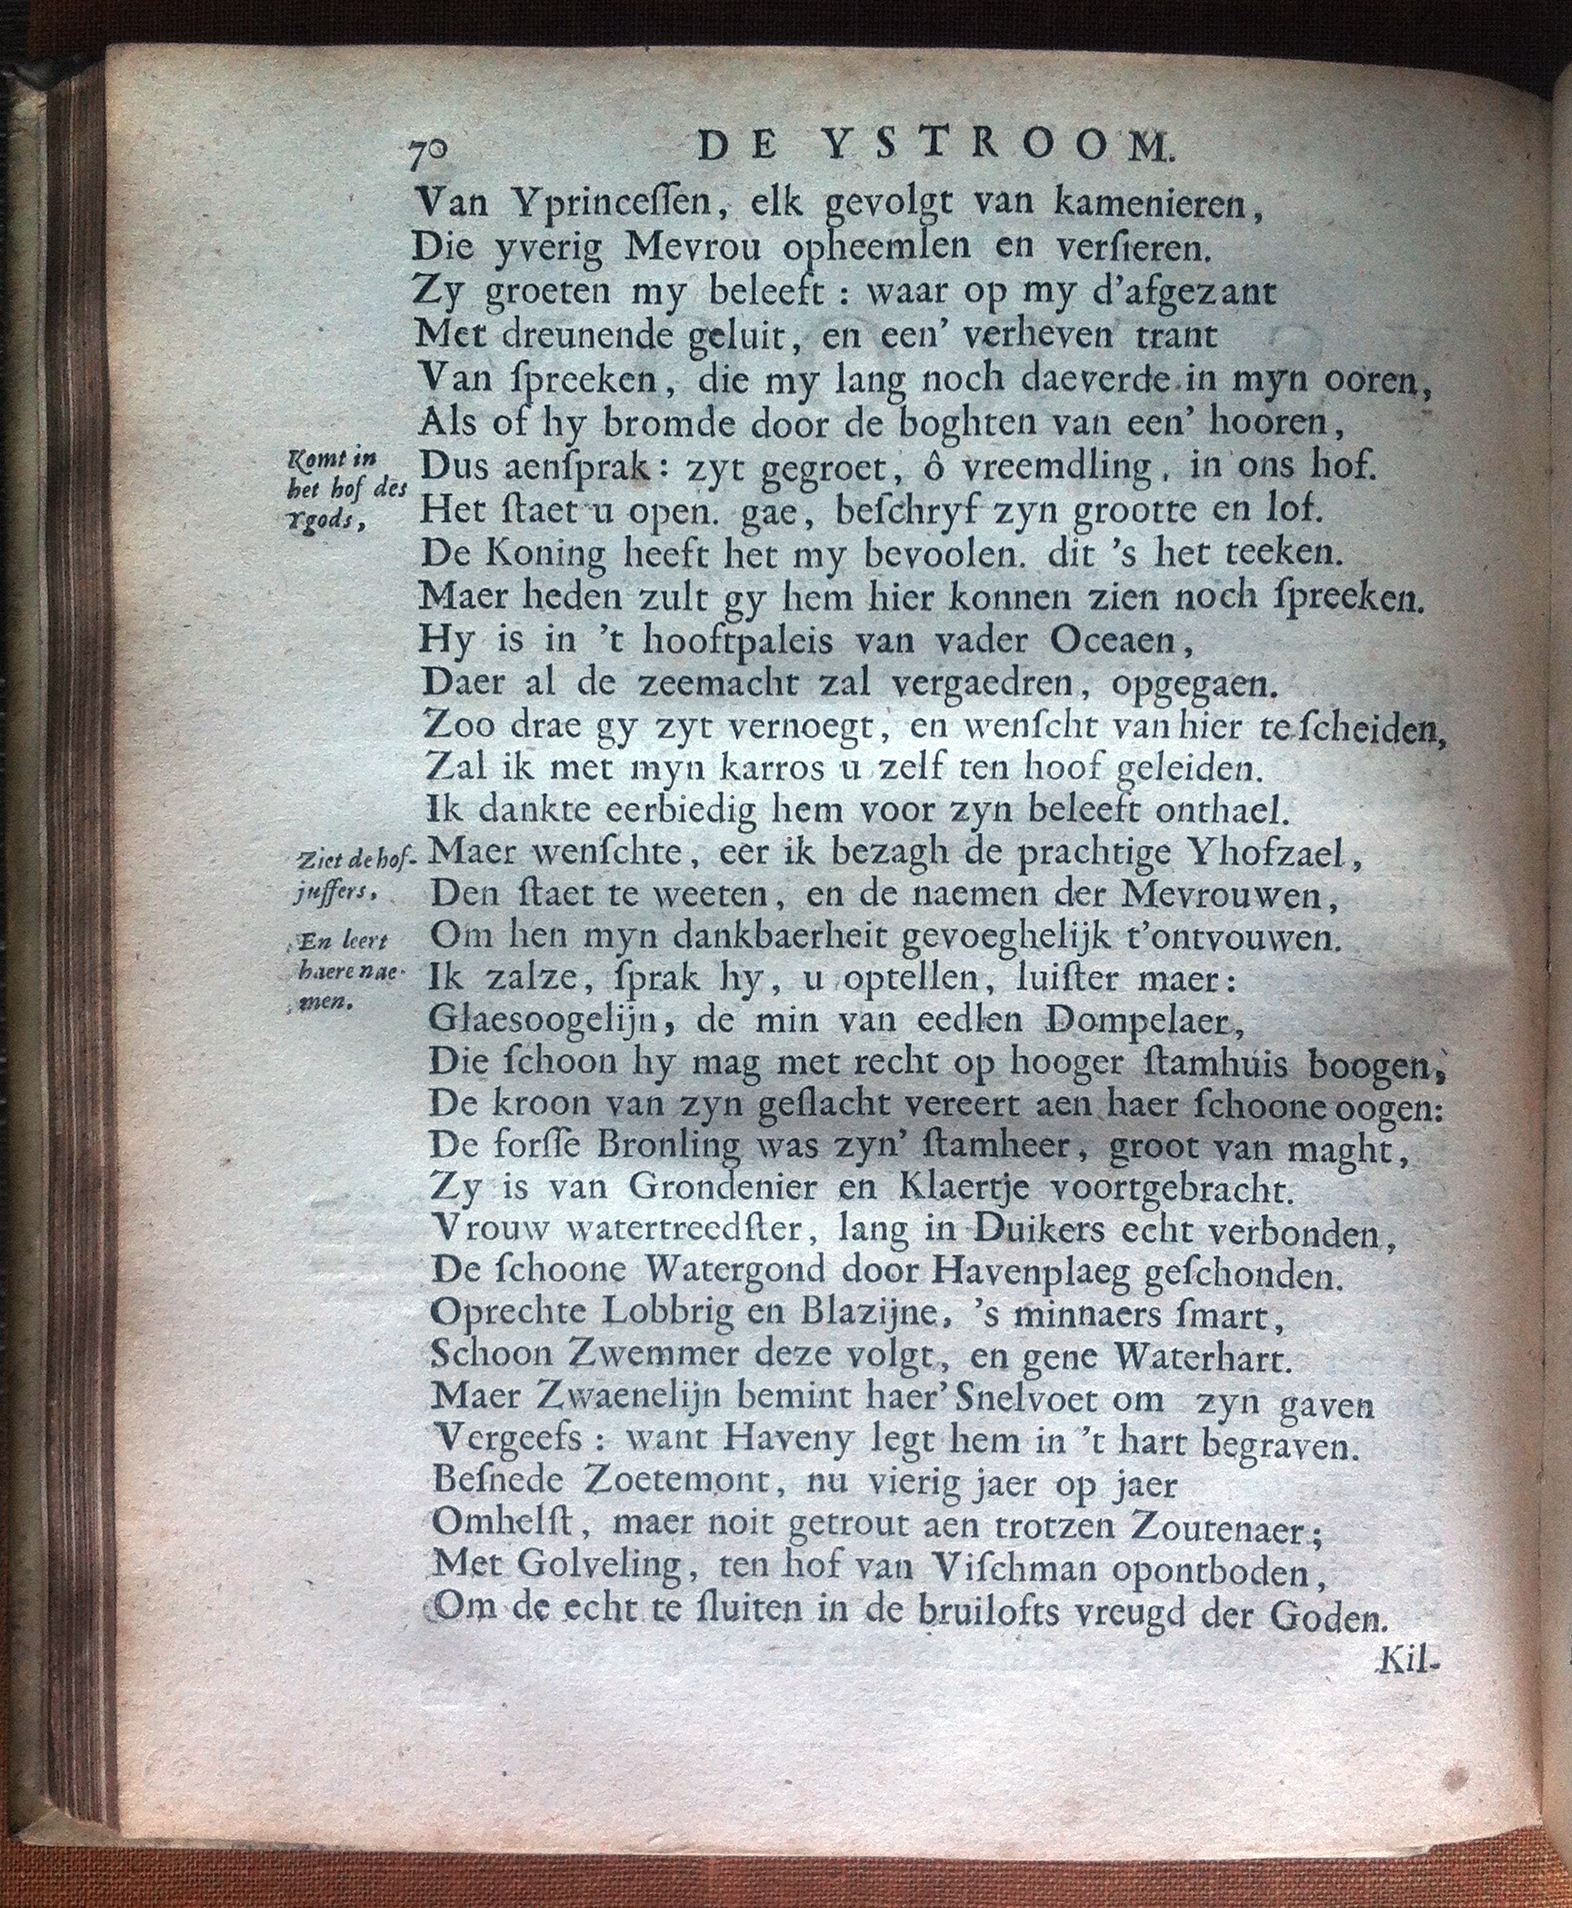 70 DE YSTROOM.
Van Yprinceſſen, elk gevolgt van kamenieren,
Die yverig Mevrou opheemlen en verſieren.
Zy groeten my beleeft : waar op my d'afgezant
Met dreunende geluit, en een' verheven trant
Van ſpreeken, die my lang noch daeverde in myn ooren,
Als of hy bromde door de boghten van een' hooren,
Komt in
het hof des
Ygods,
Dus aenſprak: zyt gegroet, ô vreemdling, in ons hof.
Het ſtaet u open. gae, beſchryf zyn grootte en lof.
De Koning heeft het my bevoolen. dit 's het teeken.
Maer heden zult gy hem hier konnen zien noch ſpreeken.
Hy is in 't hooftpaleis van vader Oceaen,
Daer al de zeemacht zal vergaedren, opgegaen.
Zoo drae gy zyt vernoegt, en wenſcht van hier te ſcheiden,
Zal ik met myn karros u zelf ten hoof geleiden.
Ik dankte eerbiedig hem voor zyn beleeft onthael.
Ziet de hof-
juffers,
Maer wenſchte, eer ik bezagh de prachtige Yhofzael,
Den ſtaet te weeten, en de naemen der Mevrouwen,
En leert
haere nae-
men.
Om hen myn dankbaerheit gevoeghelijk t'ontvouwen.
Ik zalze, ſprak hy, u optellen, luiſter maer:
Glaesoogelijn, de min van eedlen Dompelaer,
Die ſchoon hy mag met recht op hooger ſtamhuis boogen,
De kroon van zyn geſlacht vereert aen haer ſchoone oogen:
De forſſe Bronling was zyn' ſtamheer, groot van maght,
Zy is van Grondenier en Klaertje voortgebracht.
Vrouw watertreedſter, lang in Duikers echt verbonden,
De ſchoone Watergond door Havenplaeg geſchonden.
Oprechte Lobbrig en Blazijne, 's minnaers ſmart,
Schoon Zwemmer deze volgt, en gene Waterhart.
Maer Zwaenelijn bemint haer' Snelvoet om zyn gaven
Vergeefs : want Haveny legt hem in 't hart begraven.
Beſnede Zoetemont, nu vierig jaer op jaer
Omhelſt, maer noit getrout aen trotzen Zoutenaer;
Met Golveling, ten hof van Viſchman opontboden,
Om de echt te ſluiten in de bruilofts vreugd der Goden.
Kil-